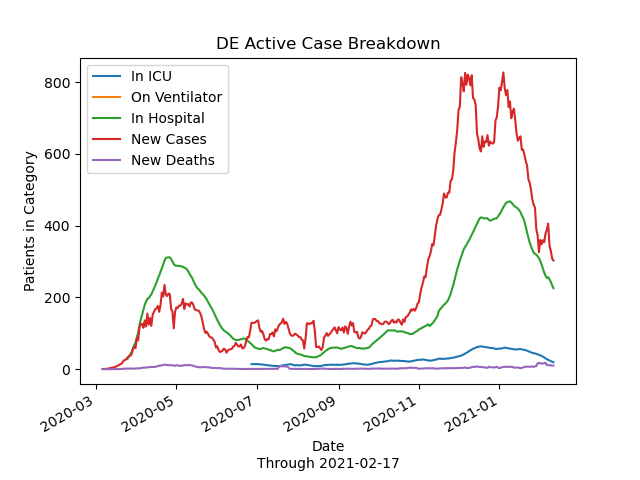 DE Active Case Breakdown
In ICU
On Ventilator
In Hospital
New Cases
New Deaths
Patients in Category
800
600
400
200
0
2020-03
2020-05
2020-07
2020-09
2020-11
2021-01
Date
Through 2021-02-17